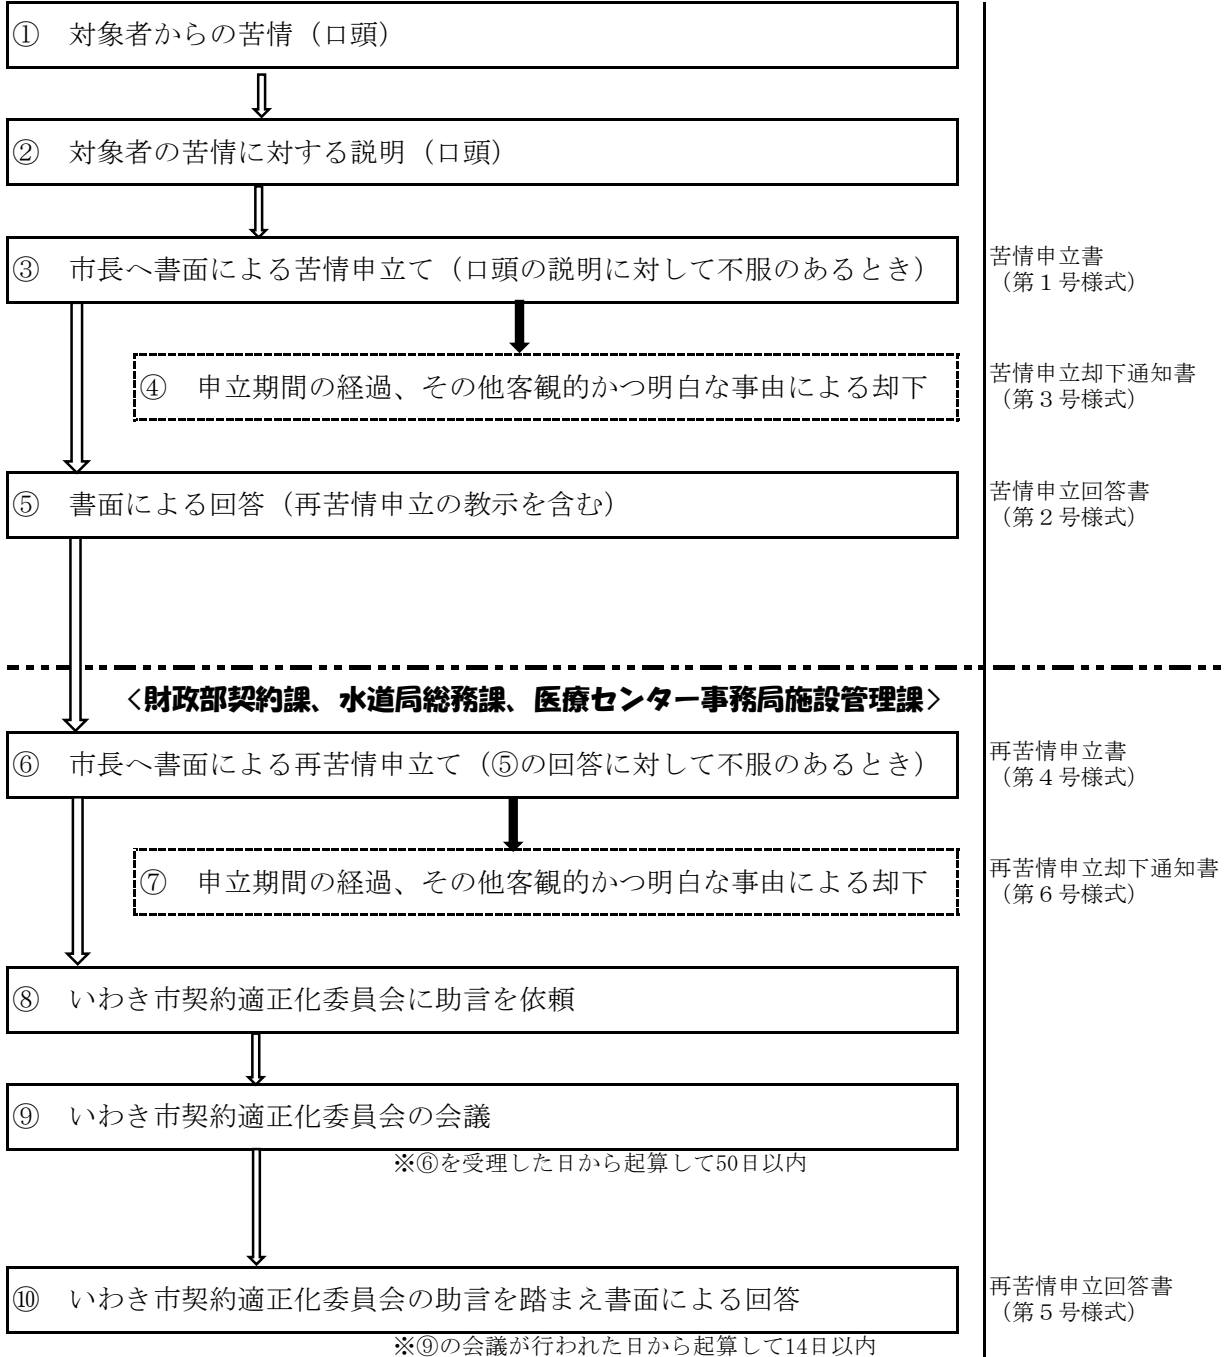 ① 対象者からの苦情（口頭）
② 対象者の苦情に対する説明（口頭）
③ 市長へ書面による苦情申立て（口頭の説明に対して不服のあるとき）
苦情申立書
（第１号様式）
④ 申立期間の経過、その他客観的かつ明白な事由による却下
苦情申立却下通知書
（第３号様式）
⑤ 書面による回答（再苦情申立の教示を含む）
苦情申立回答書
（第２号様式）
<財政部契約課、水道局総務課、医療センター事務局施設管理課>
⑥ 市長へ書面による再苦情申立て（⑤の回答に対して不服のあるとき）
再苦情申立書
（第４号様式）
⑦ 申立期間の経過、その他客観的かつ明白な事由による却下
再苦情申立却下通知書
（第６号様式）
⑧ いわき市契約適正化委員会に助言を依頼
⑨ いわき市契約適正化委員会の会議
※⑥を受理した日から起算して50日以内
⑩ いわき市契約適正化委員会の助言を踏まえ書面による回答
再苦情申立回答書
（第５号様式）
※⑨の会議が行われた日から起算して14日以内